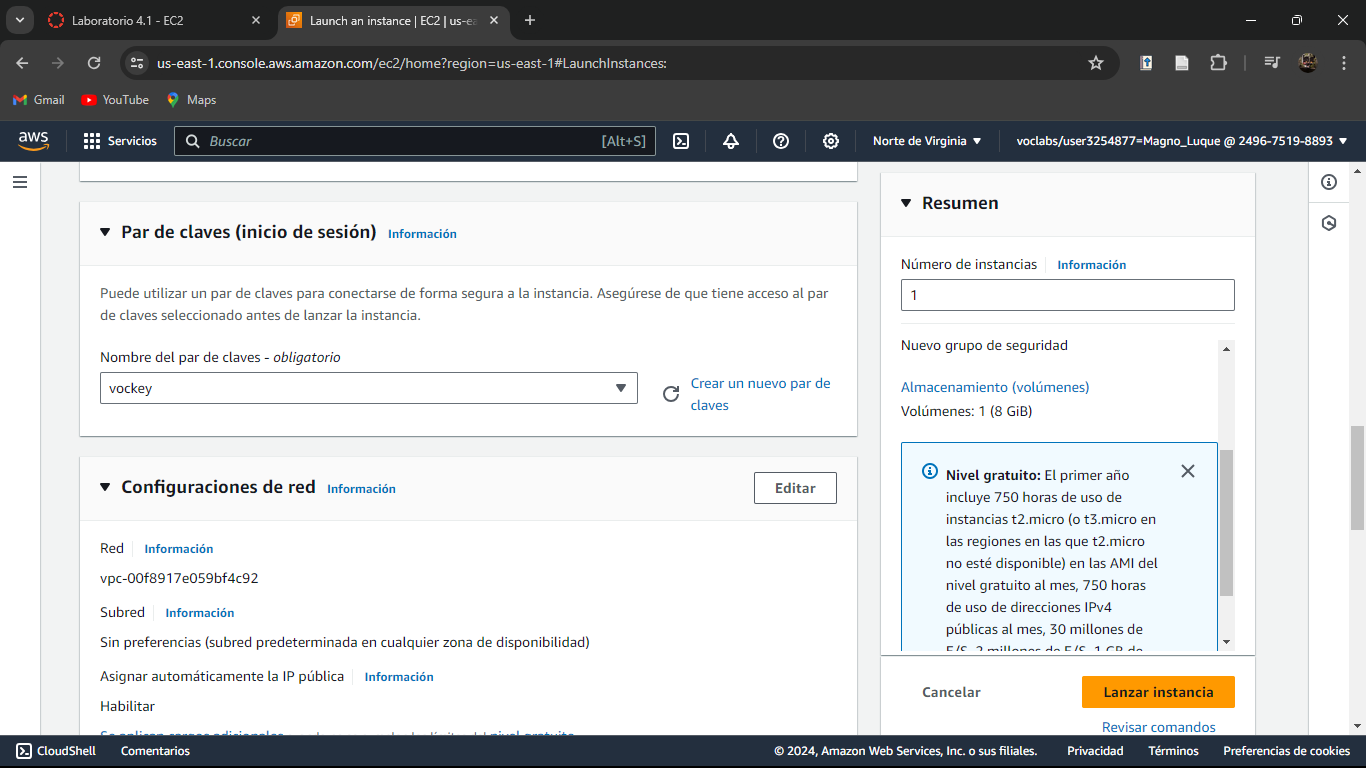 Laboratorio 4.1 - EC2
Launch an instance | EC2 | us-ea
us-east-1.console.aws.amazon.com/ec2/home?region=us-east-1#LaunchInstances:
Gmail
YouTube
Maps
aws
Servicios
Buscar
[Alt+S]
Norte de Virginia
voclabs/user3254877=Magno_Luque @ 2496-7519-8893
Par de claves (inicio de sesión) Información
Puede utilizar un par de claves para conectarse de forma segura a la instancia. Asegúrese de que tiene acceso al par
de claves seleccionado antes de lanzar la instancia.
Nombre del par de claves - obligatorio
vockey
Crear un nuevo par de
claves
Configuraciones de red Información
Editar
Red Información
vpc-00f8917e059bf4c92
Subred Información
Sin preferencias (subred predeterminada en cualquier zona de disponibilidad)
Asignar automáticamente la IP pública Información
Habilitar
Resumen
Número de instancias Información
1
Nuevo grupo de seguridad
Almacenamiento (volúmenes)
Volúmenes: 1 (8 GiB)
Nivel gratuito: El primer año
incluye 750 horas de uso de
instancias t2.micro (o t3.micro en
las regiones en las que t2.micro
no esté disponible) en las AMI del
nivel gratuito al mes, 750 horas
de uso de direcciones IPv4
públicas al mes, 30 millones de
Cancelar
Lanzar instancia
Revisar comandos
CloudShell
Comentarios
© 2024, Amazon Web Services, Inc. o sus filiales.
Privacidad
Términos
Preferencias de cookies